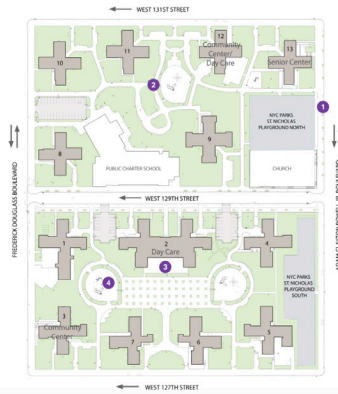 WEST 131ST STREET
10
11
12
Community
Center/
Day Care
13
Senior Center
2
1
NYC PARKS
ST NICHOLAS
PLAYGROUND NORTH
8
9
PUBLIC CHARTER SCHOOL
CHURCH
FREDERICK DOUGLASS BOULEVARD
WEST 129TH STREET
1
2
Day Care
4
3
4
NYC PARKS
ST NICHOLAS
PLAYGROUND
SOUTH
3
Community
Center
7
6
5
WEST 127TH STREET